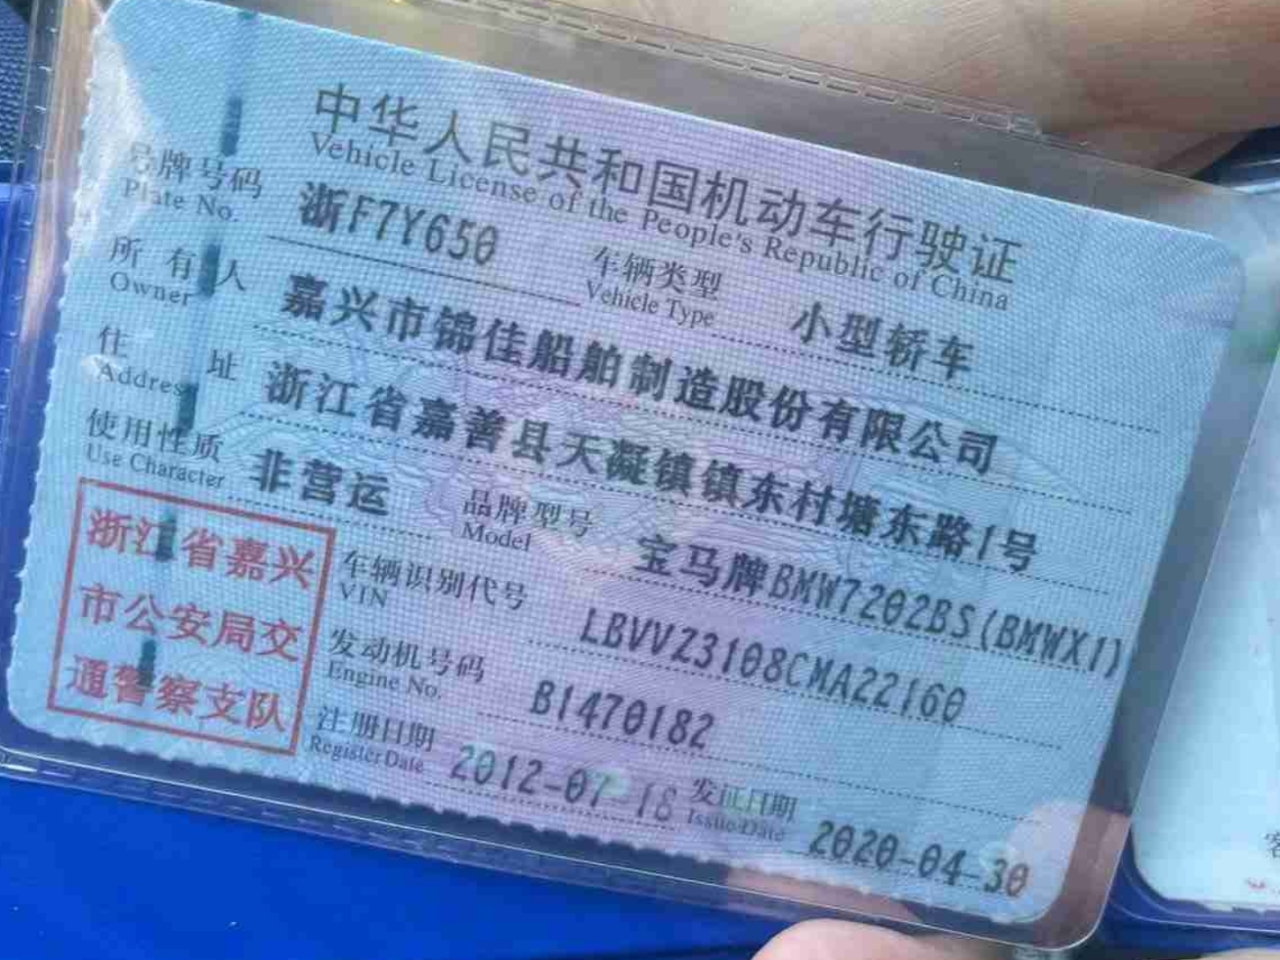 中华人民共和国机动车行驶证
Vehicle License of the People's Republic of China
号牌号码 浙F7Y650 车辆类型 小型轿车
Plate No. Vehicle Type
所有人 嘉兴市锦佳船舶制造股份有限公司
Owner
住址 浙江省嘉善县天凝镇镇东村塘东路1号
Address
使用性质 非营运 品牌型号 宝马牌BMW7202BS(BMWX1)
Use Character Model
浙江省嘉兴
市公安局交
通警察支队
车辆识别代号 LBVVZ3108CMA22160
VIN
发动机号码 B1470182
Engine No.
注册日期 2012-07-18 发证日期 2020-04-30
Register Date Issue Date